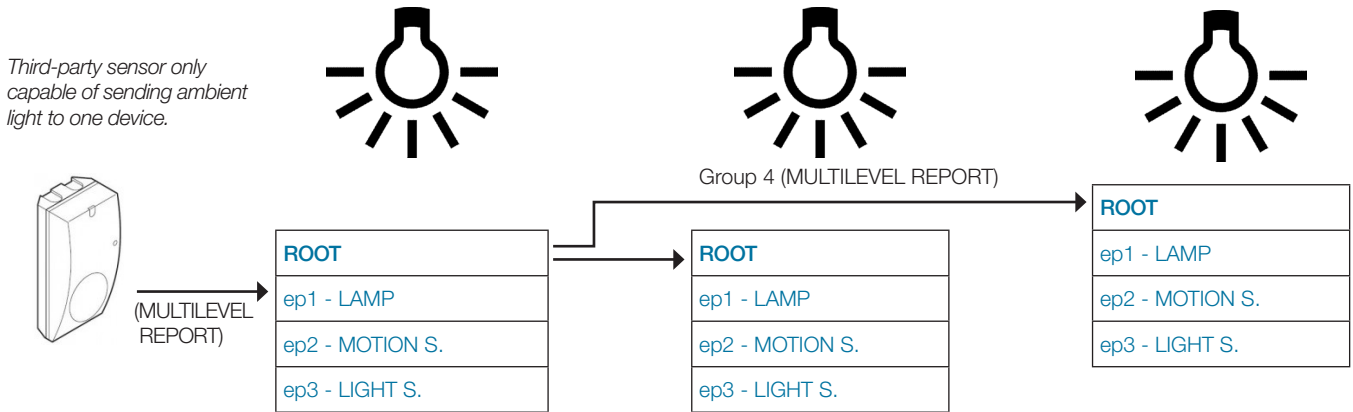 Third-party sensor only
capable of sending ambient
light to one device.
(MULTILEVEL
REPORT)
ROOT
ep1 - LAMP
ep2 - MOTION S.
ep3 - LIGHT S.
Group 4 (MULTILEVEL REPORT)
ROOT
ep1 - LAMP
ep2 - MOTION S.
ep3 - LIGHT S.
ROOT
ep1 - LAMP
ep2 - MOTION S.
ep3 - LIGHT S.